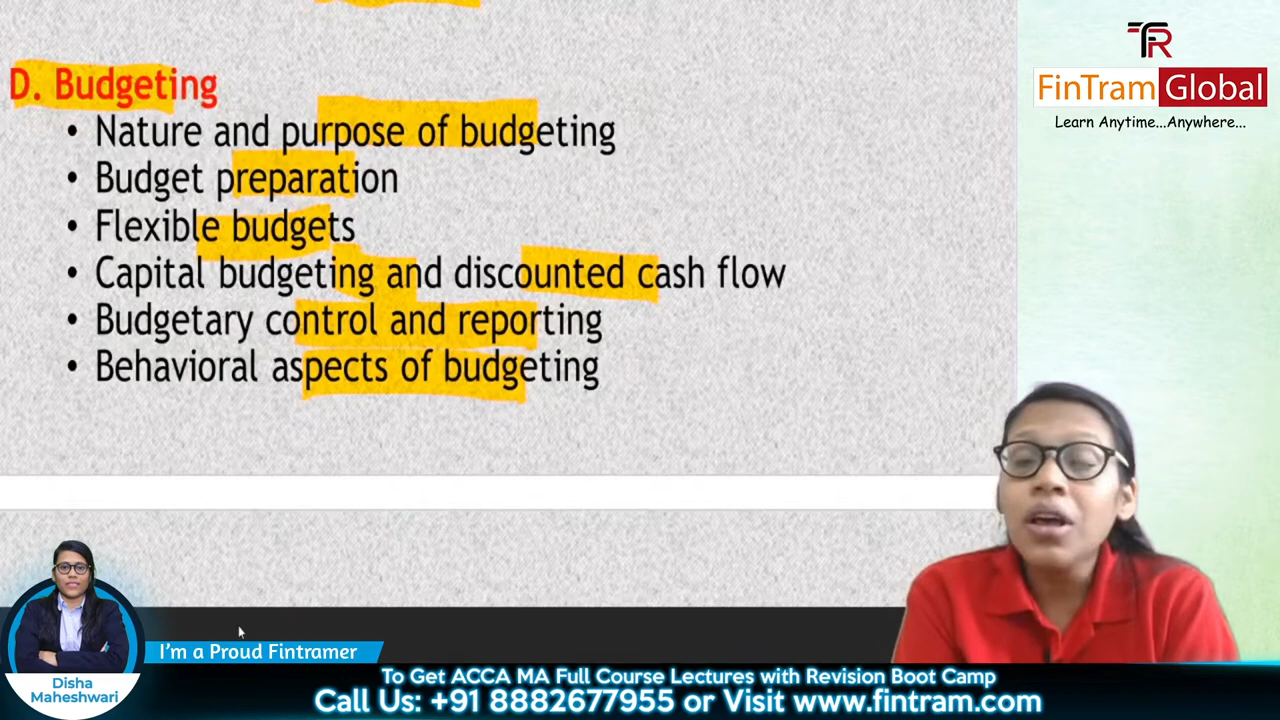 D. Budgeting
• Nature and purpose of budgeting
• Budget preparation
• Flexible budgets
• Capital budgeting and discounted cash flow
• Budgetary control and reporting
• Behavioral aspects of budgeting
FinTram Global
Learn Anytime...Anywhere...
I'm a Proud Fintramer
Disha
Maheshwari
To Get ACCA MA Full Course Lectures with Revision Boot Camp
Call Us: +91 8882677955 or Visit www.fintram.com